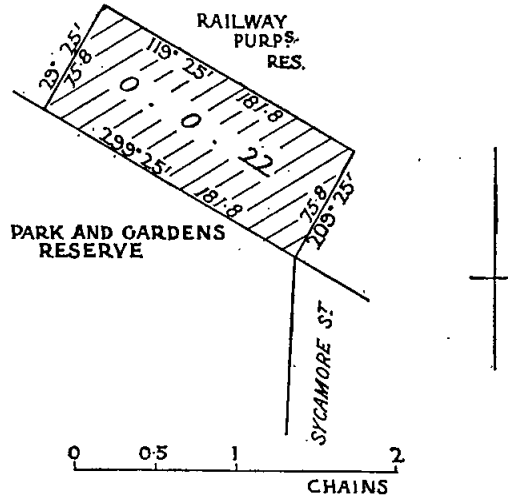 RAILWAY
PURPS.
RES.
29° 25'
75.8
119° 25'
181.8
0. 0. 22
299° 25'
181.8
75.8
209° 25'
PARK AND GARDENS
RESERVE
SYCAMORE ST
0 0.5 1 2
CHAINS